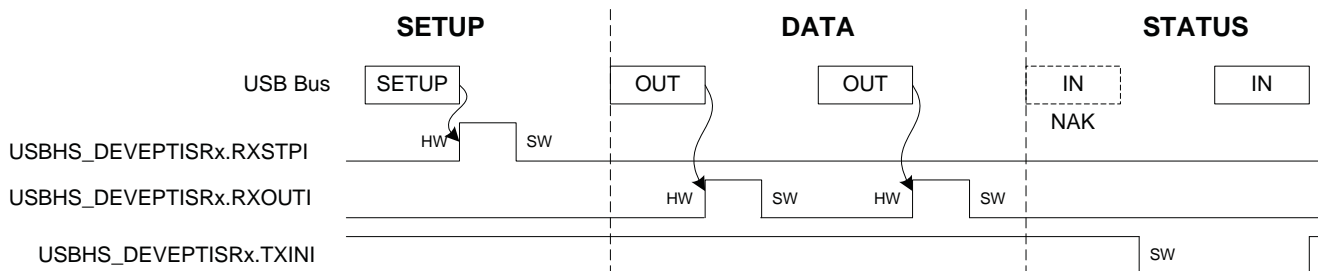 SETUP DATA STATUS
USB Bus SETUP OUT OUT IN IN
NAK
USBHS_DEVEPTISRx.RXSTPI HW SW
USBHS_DEVEPTISRx.RXOUTI HW SW HW SW
USBHS_DEVEPTISRx.TXINI SW